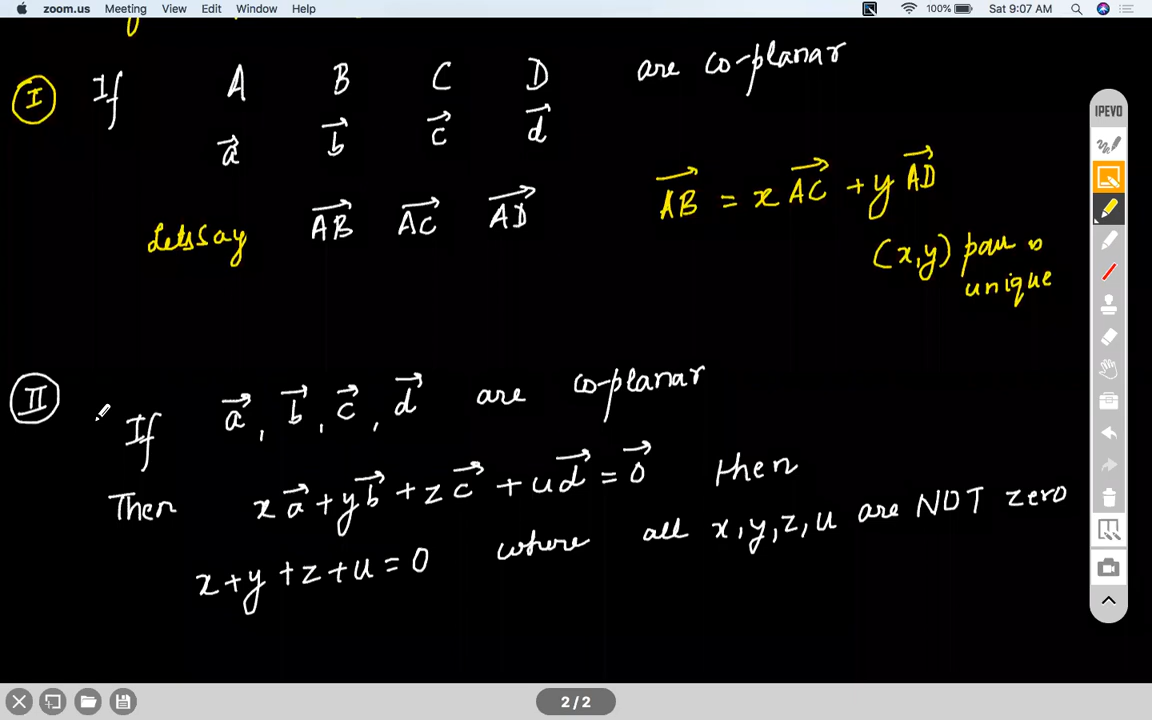 zoom.us Meeting View Edit Window Help 100% Sat 9:07 AM
I If A B C D are co-planar
a⃗ b⃗ c⃗ d⃗
IPEVO
Lets Say AB⃗ AC⃗ AD⃗
AB⃗ = x AC⃗ + y AD⃗
(x,y) pair is
unique
II If a⃗, b⃗, c⃗, d⃗ are co-planar
Then x a⃗ + y b⃗ + z c⃗ + u d⃗ = 0⃗ then
x+y+z+u=0 where all x,y,z,u are NOT zero
2/2